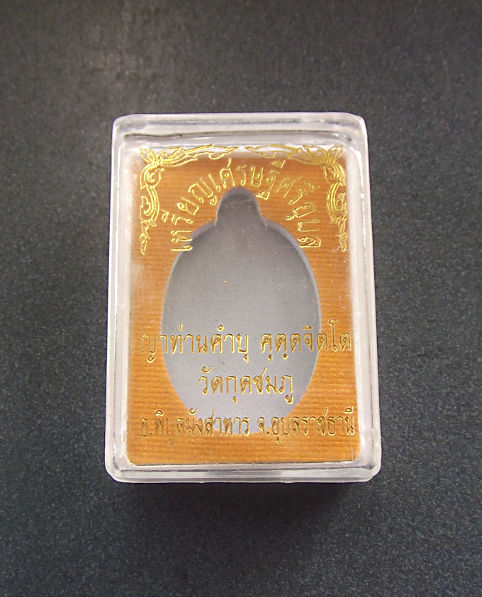 เหรียญเศรษฐีศรีอุบล
ญาท่านคำบุ คุตฺตจิตฺโต
วัดกุดชมภู
อ.พิบูลมังสาหาร จ.อุบลราชธานี